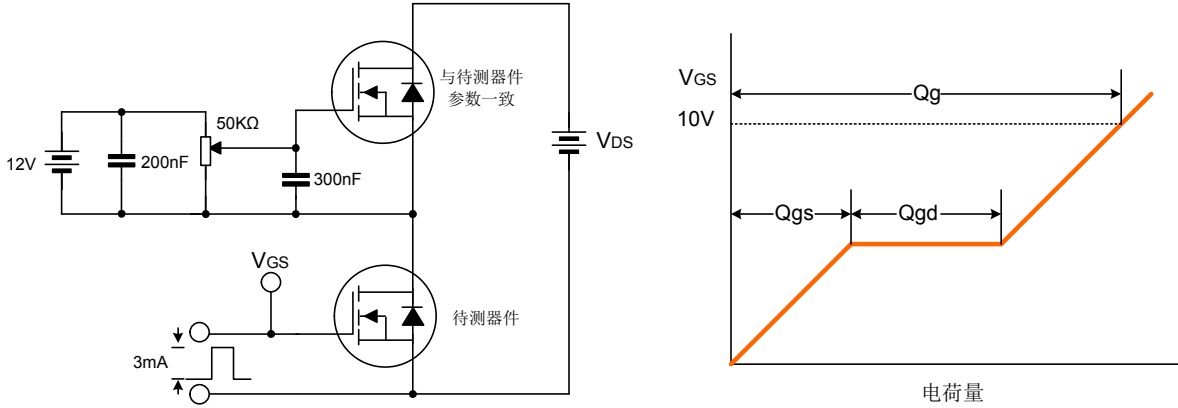 与待测器件
参数一致
50KΩ
12V
200nF
300nF
VDS
VGS
待测器件
3mA
VGS
Qg
10V
Qgs
Qgd
电荷量